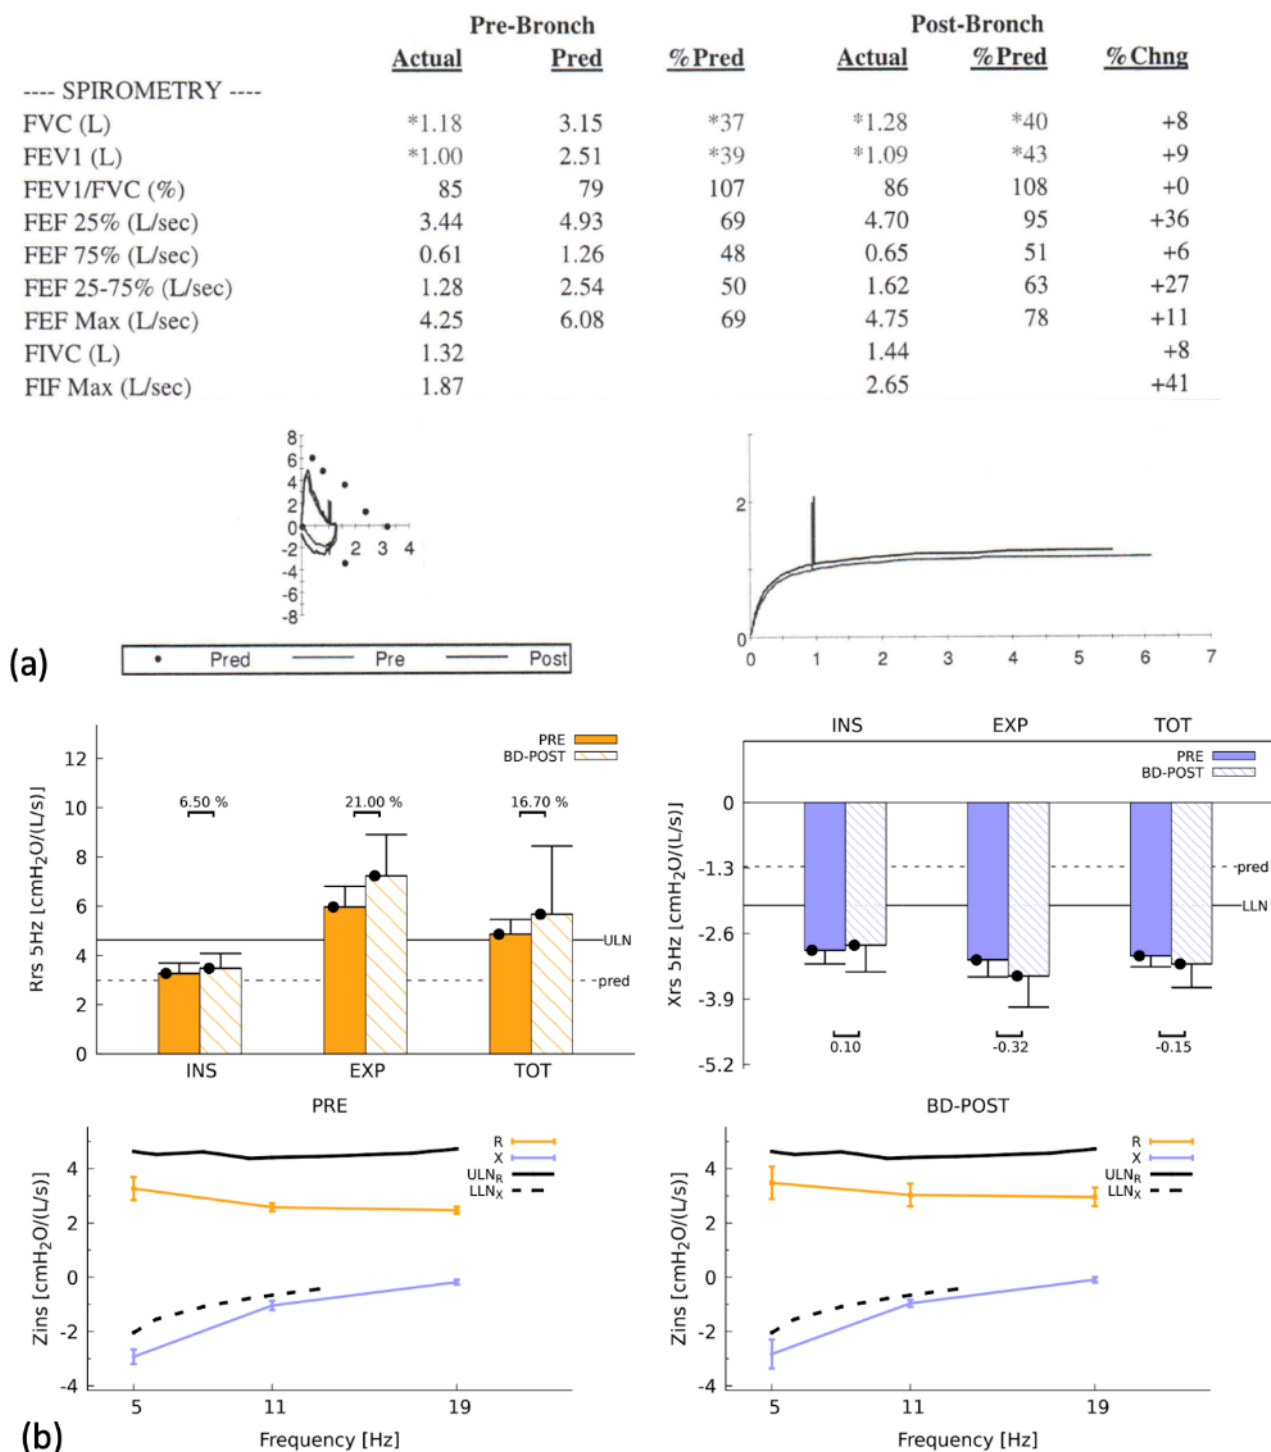 Pre-Bronch Post-Bronch
Actual Pred %Pred Actual %Pred %Chng
---- SPIROMETRY ----
FVC (L) *1.18 3.15 *37 *1.28 *40 +8
FEV1 (L) *1.00 2.51 *39 *1.09 *43 +9
FEV1/FVC (%) 85 79 107 86 108 +0
FEF 25% (L/sec) 3.44 4.93 69 4.70 95 +36
FEF 75% (L/sec) 0.61 1.26 48 0.65 51 +6
FEF 25-75% (L/sec) 1.28 2.54 50 1.62 63 +27
FEF Max (L/sec) 4.25 6.08 69 4.75 78 +11
FIVC (L) 1.32 1.44 +8
FIF Max (L/sec) 1.87 2.65 +41
8
6
4
2
0
-2
-4
-6
-8
2 3 4
Pred Pre Post
2
0
0 1 2 3 4 5 6 7
(a)
Rrs 5Hz [cmH₂O/(L/s)]
12
10
8
6
4
2
0
PRE
BD-POST
6.50 %
21.00 %
16.70 %
ULN
pred
INS EXP TOT
INS EXP TOT
Xrs 5Hz [cmH₂O/(L/s)]
0
-1.3
-2.6
-3.9
-5.2
PRE
BD-POST
pred
LLN
0.10
-0.32
-0.15
PRE
Zins [cmH₂O/(L/s)]
4
2
0
-2
-4
R
X
ULN_R
LLN_X
5 11 19
Frequency [Hz]
BD-POST
Zins [cmH₂O/(L/s)]
4
2
0
-2
-4
R
X
ULN_R
LLN_X
5 11 19
Frequency [Hz]
(b)